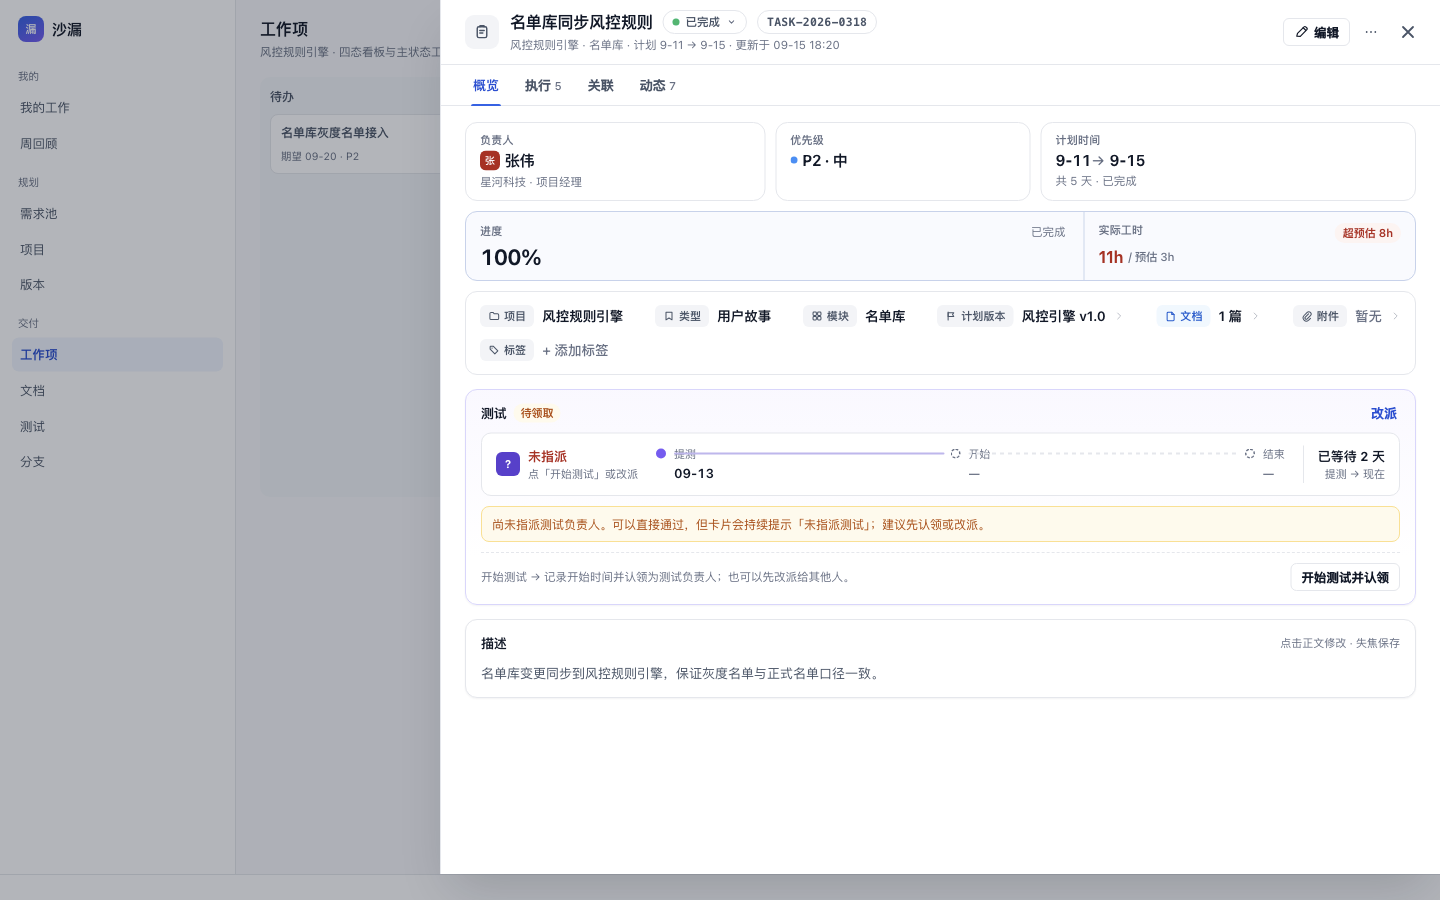 漏 沙漏
我的
我的工作
周回顾
规划
需求池
项目
版本
交付
工作项
文档
测试
分支
工作项
风控规则引擎 · 四态看板与主状态工
待办
名单库灰度名单接入
期望 09-20 · P2
名单库同步风控规则 已完成 TASK-2026-0318
风控规则引擎 · 名单库 · 计划 9-11 → 9-15 · 更新于 09-15 18:20
编辑 ···
概览 执行 5 关联 动态 7
负责人
张 张伟
星河科技 · 项目经理
优先级
P2 · 中
计划时间
9-11 → 9-15
共 5 天 · 已完成
进度 已完成
100%
实际工时 超预估 8h
11h / 预估 3h
项目 风控规则引擎 类型 用户故事 模块 名单库 计划版本 风控引擎 v1.0 文档 1 篇 附件 暂无
标签 + 添加标签
测试 待领取 改派
? 未指派
点「开始测试」或改派
提测 开始 结束
09-13 — —
已等待 2 天
提测 → 现在
尚未指派测试负责人。可以直接通过，但卡片会持续提示「未指派测试」；建议先认领或改派。
开始测试 → 记录开始时间并认领为测试负责人；也可以先改派给其他人。 开始测试并认领
描述 点击正文修改 · 失焦保存
名单库变更同步到风控规则引擎，保证灰度名单与正式名单口径一致。